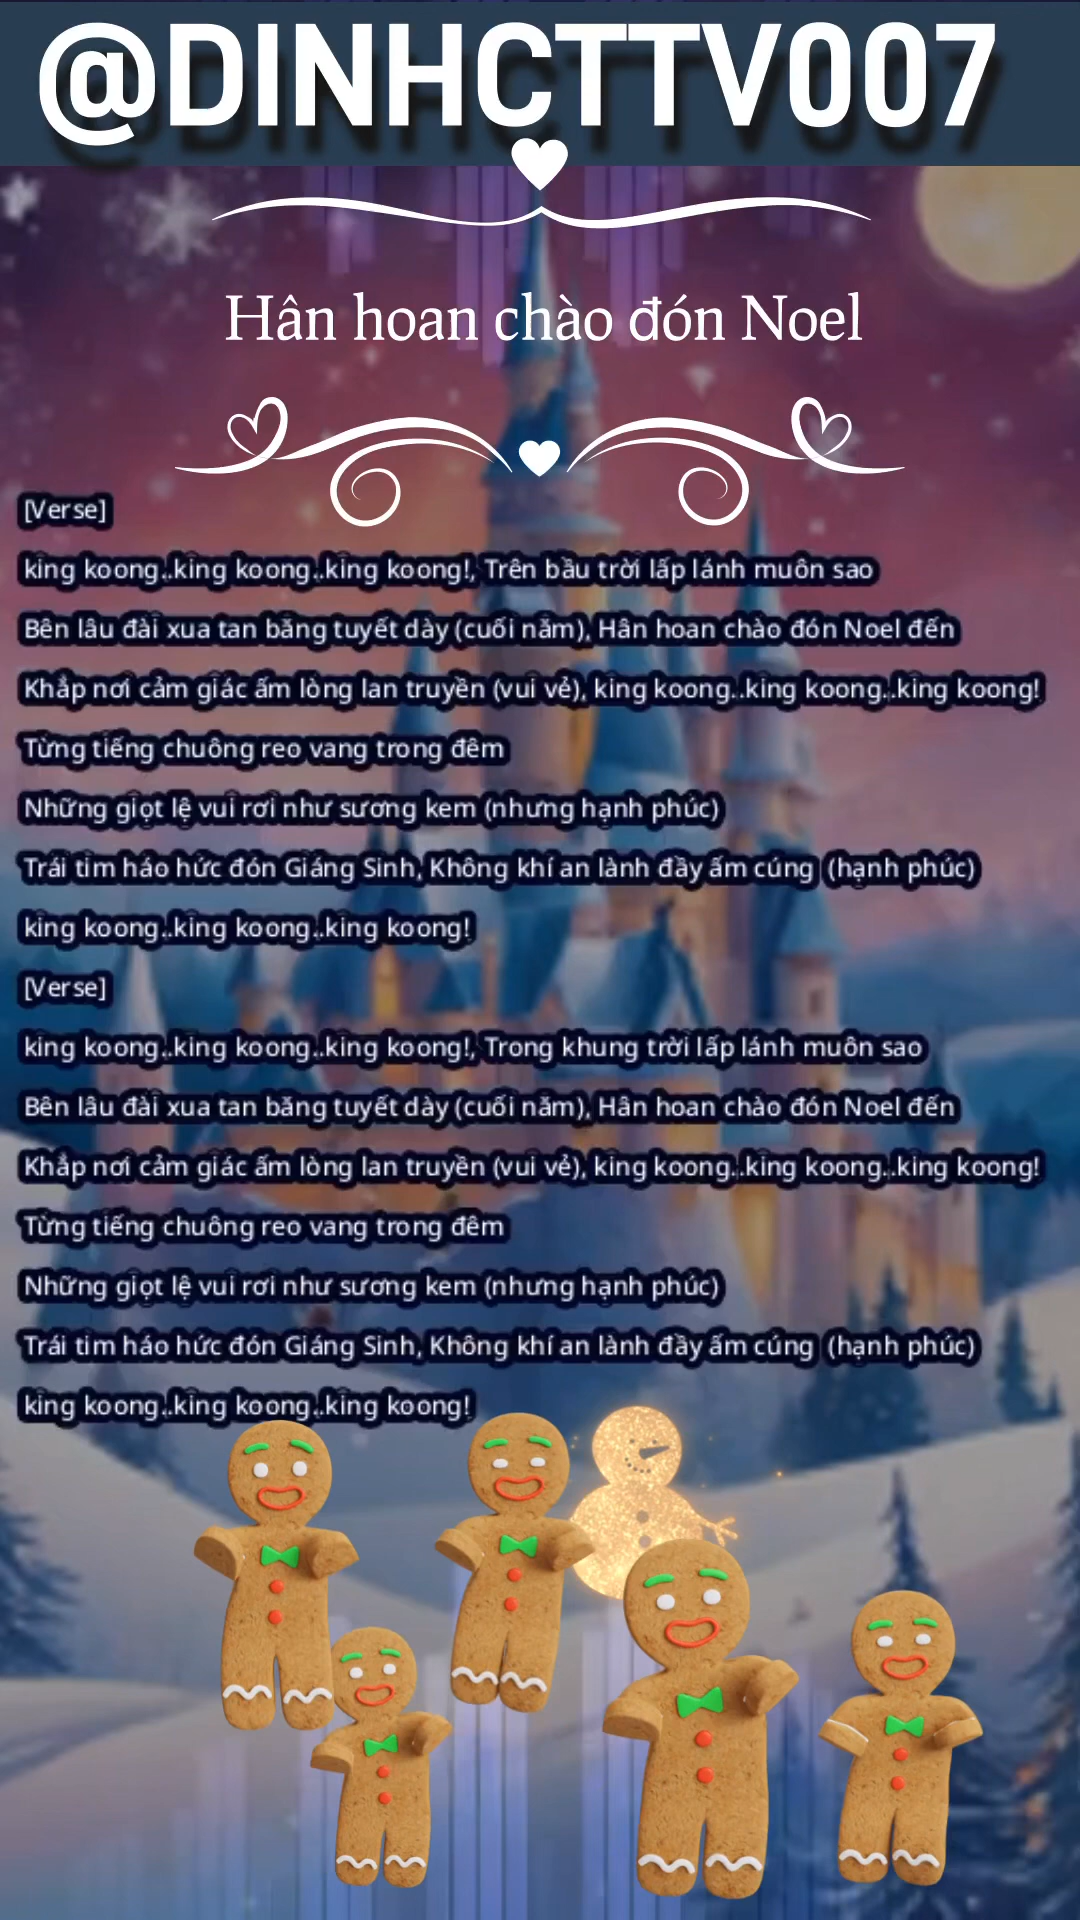 @DINHCTTV007
Hân hoan chào đón Noel
[Verse]
king koong..king koong..king koong!, Trên bầu trời lấp lánh muôn sao
Bên lâu đài xua tan băng tuyết dày (cuối năm), Hân hoan chào đón Noel đến
Khắp nơi cảm giác ấm lòng lan truyền (vui vẻ), king koong..king koong..king koong!
Từng tiếng chuông reo vang trong đêm
Những giọt lệ vui rơi như sương kem (nhưng hạnh phúc)
Trái tim háo hức đón Giáng Sinh, Không khí an lành đầy ấm cúng (hạnh phúc)
king koong..king koong..king koong!
[Verse]
king koong..king koong..king koong!, Trong khung trời lấp lánh muôn sao
Bên lâu đài xua tan băng tuyết dày (cuối năm), Hân hoan chào đón Noel đến
Khắp nơi cảm giác ấm lòng lan truyền (vui vẻ), king koong..king koong..king koong!
Từng tiếng chuông reo vang trong đêm
Những giọt lệ vui rơi như sương kem (nhưng hạnh phúc)
Trái tim háo hức đón Giáng Sinh, Không khí an lành đầy ấm cúng (hạnh phúc)
king koong..king koong..king koong!